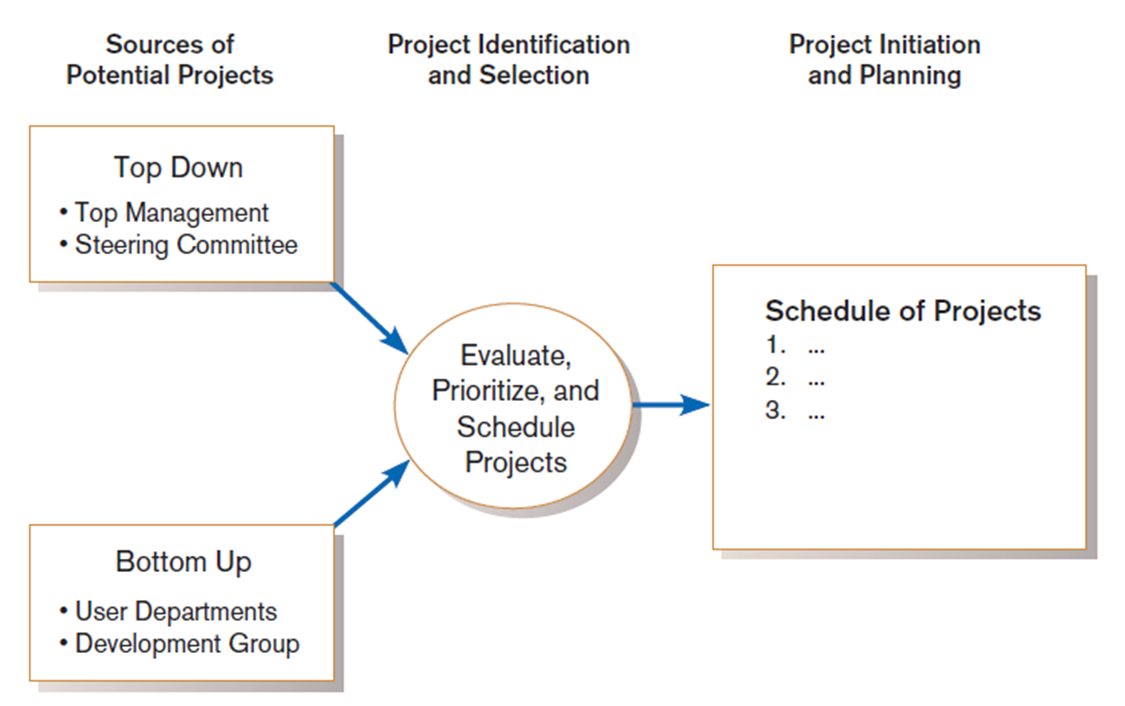 Sources of
Potential Projects
Project Identification
and Selection
Project Initiation
and Planning
Top Down
• Top Management
• Steering Committee
Evaluate,
Prioritize, and
Schedule
Projects
Schedule of Projects
1. ...
2. ...
3. ...
Bottom Up
• User Departments
• Development Group